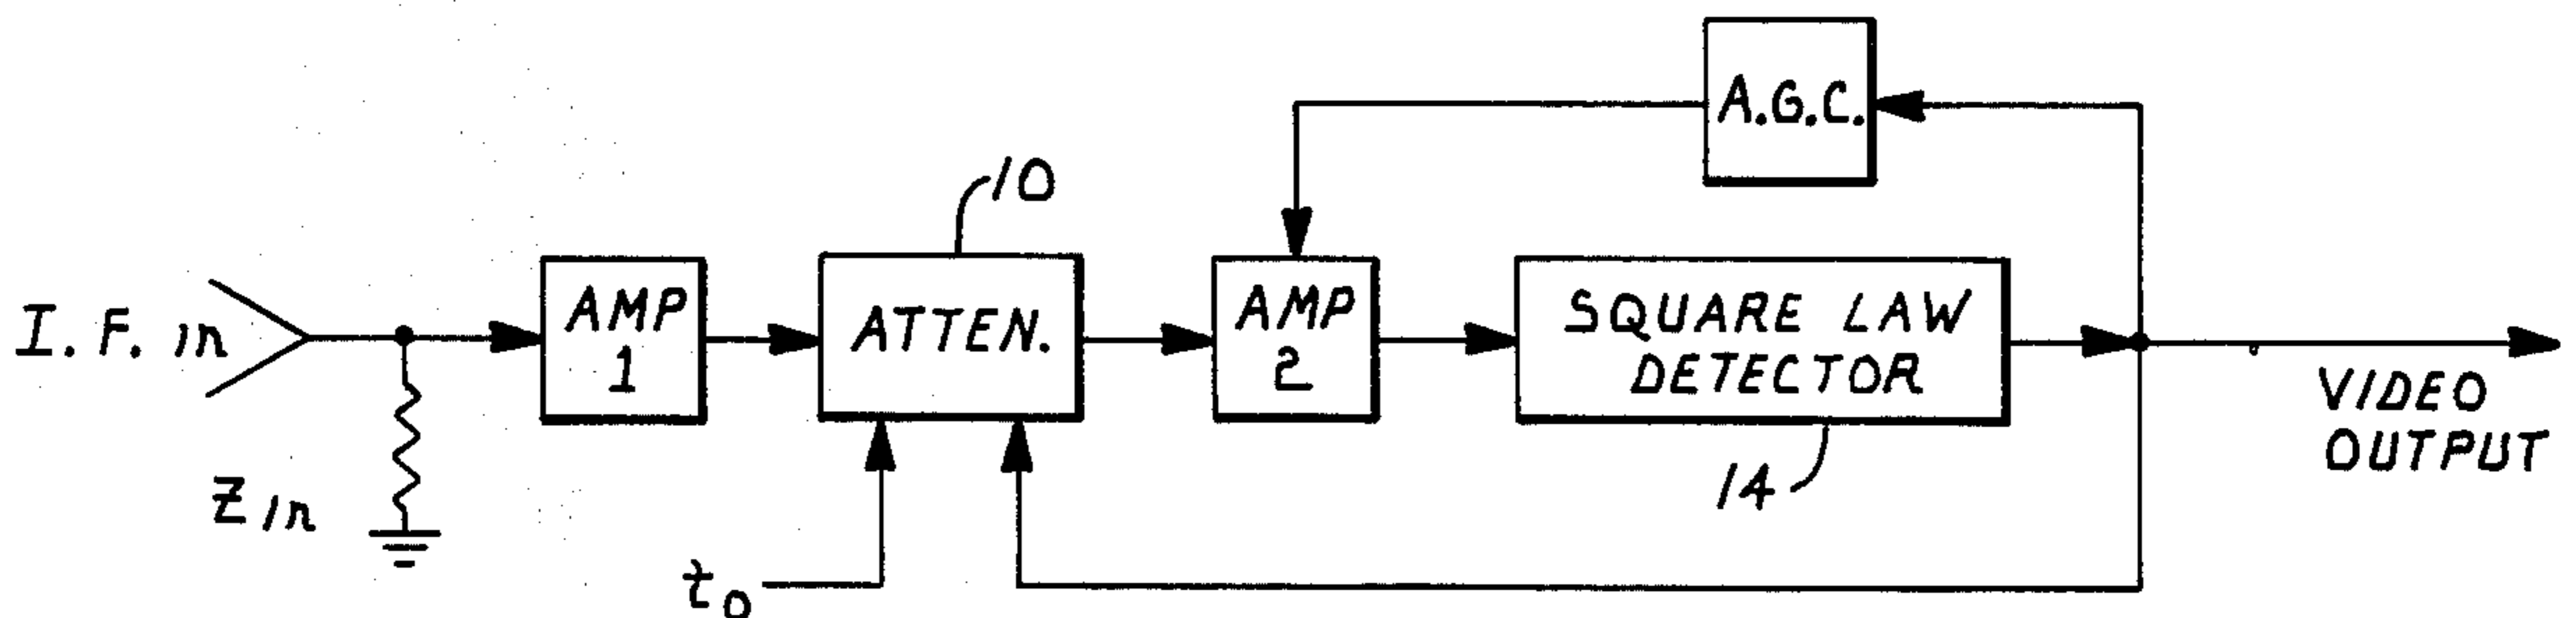 A.G.C.
10
I. F. in
AMP
1
ATTEN.
AMP
2
SQUARE LAW
DETECTOR
VIDEO
OUTPUT
Z in
14
t0